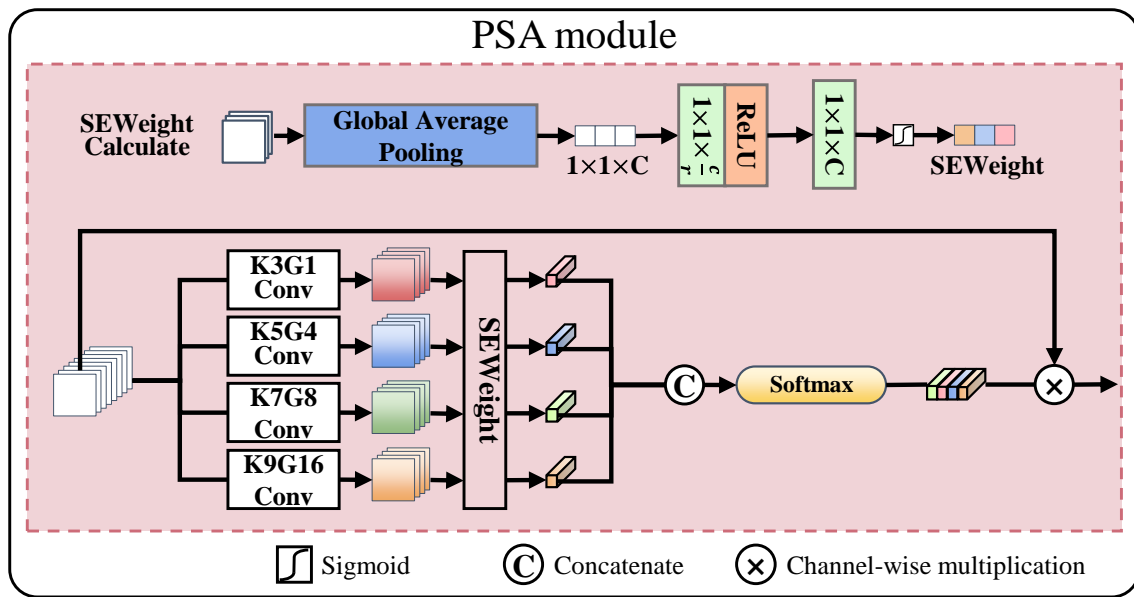 PSA module
SEWeight
Calculate
Global Average
Pooling
1×1×C
1×1×c/r
ReLU
1×1×C
SEWeight
K3G1
Conv
K5G4
Conv
K7G8
Conv
K9G16
Conv
SEWeight
C
Softmax
×
Sigmoid
C
Concatenate
×
Channel-wise multiplication